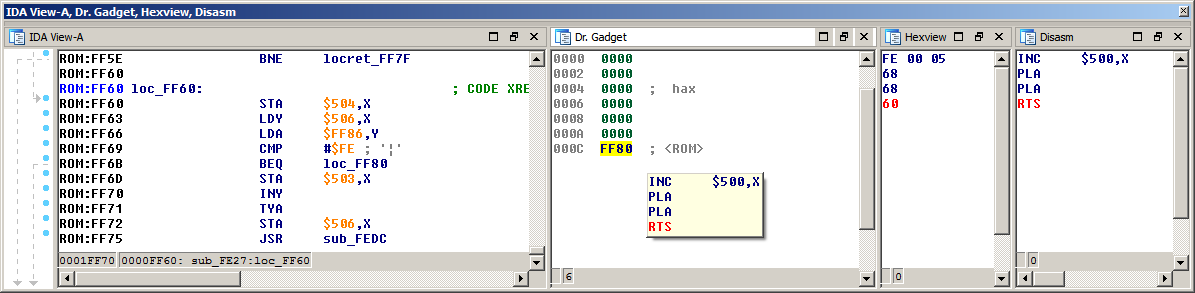 IDA View-A, Dr. Gadget, Hexview, Disasm
IDA View-A
ROM:FF5E BNE locret_FF7F
ROM:FF60
ROM:FF60 loc_FF60: ; CODE XRE
ROM:FF60 STA $504,X
ROM:FF63 LDY $506,X
ROM:FF66 LDA $FF86,Y
ROM:FF69 CMP #$FE ; '¦'
ROM:FF6B BEQ loc_FF80
ROM:FF6D STA $503,X
ROM:FF70 INY
ROM:FF71 TYA
ROM:FF72 STA $506,X
ROM:FF75 JSR sub_FEDC
0001FF70 0000FF60: sub_FE27:loc_FF60
Dr. Gadget
0000 0000
0002 0000
0004 0000 ; hax
0006 0000
0008 0000
000A 0000
000C FF80 ; <ROM>
INC $500,X
PLA
PLA
RTS
6
Hexview
FE 00 05
68
68
60
0
Disasm
INC $500,X
PLA
PLA
RTS
0